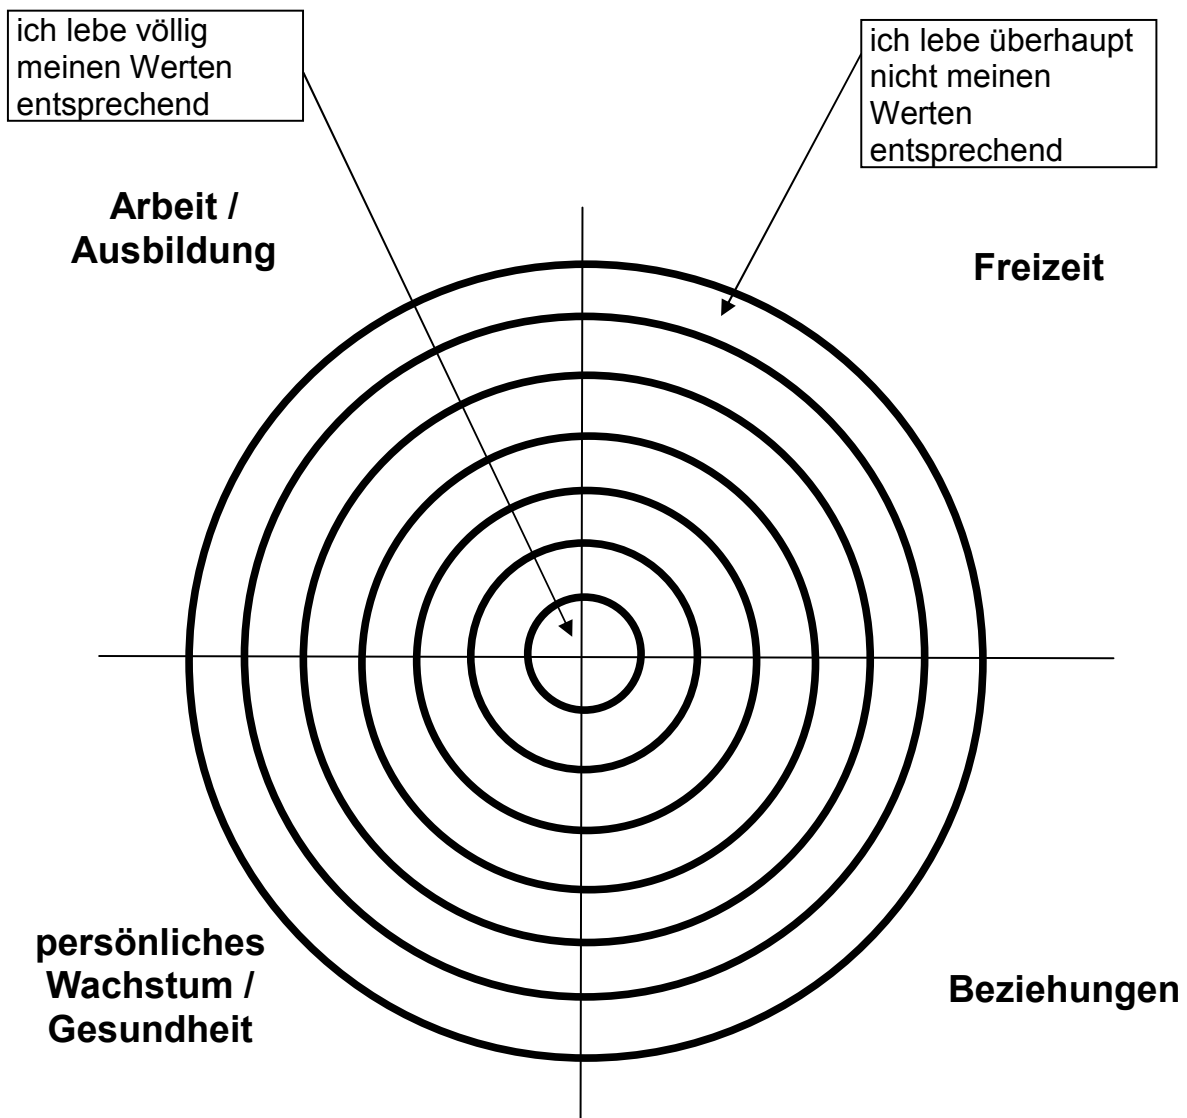 ich lebe völlig
meinen Werten
entsprechend
ich lebe überhaupt
nicht meinen
Werten
entsprechend
Arbeit /
Ausbildung
Freizeit
persönliches
Wachstum /
Gesundheit
Beziehungen